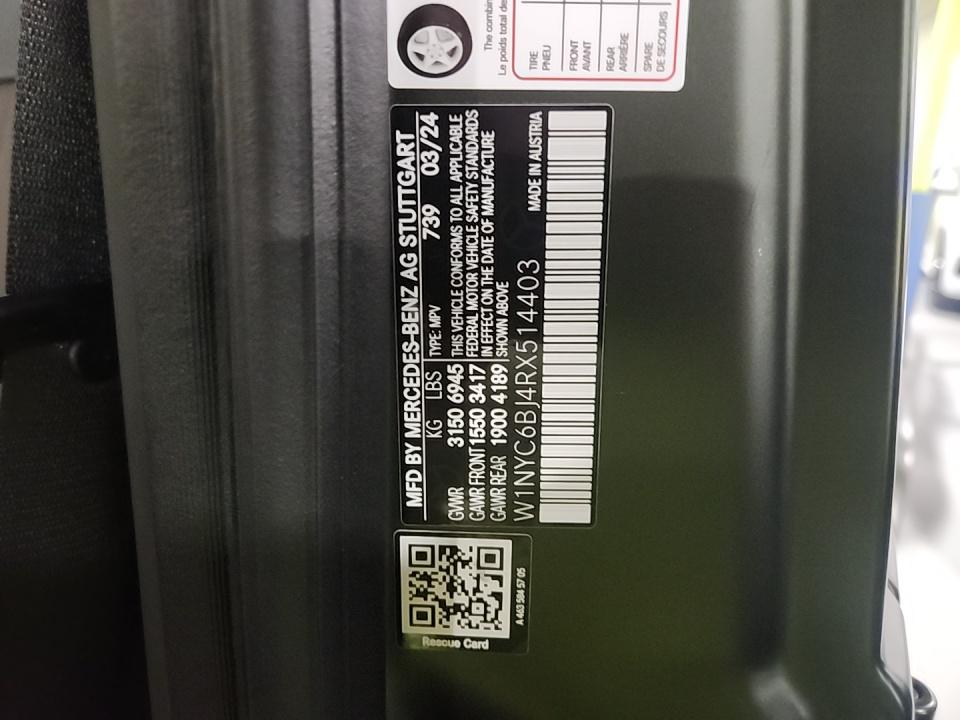 The combin
Le poids total de
TIRE
PNEU
FRONT
AVANT
REAR
ARRIÈRE
SPARE
DE SECOURS
MFD BY MERCEDES-BENZ AG STUTTGART
KG LBS TYPE: MPV 739 03/24
GVWR 3150 6945 THIS VEHICLE CONFORMS TO ALL APPLICABLE
GAWR FRONT 1550 3417 FEDERAL MOTOR VEHICLE SAFETY STANDARDS
GAWR REAR 1900 4189 IN EFFECT ON THE DATE OF MANUFACTURE
SHOWN ABOVE
W1NYC6BJ4RX514403 MADE IN AUSTRIA
A 463 584 57 05
Rescue Card